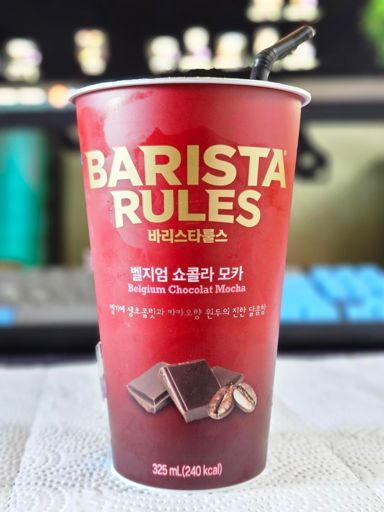 BARISTA
RULES
바리스타룰스
벨지엄 쇼콜라 모카
Belgium Chocolat Mocha
벨기에 생초콜릿과 카카오향 원두의 진한 달콤함
325 mL(240 kcal)